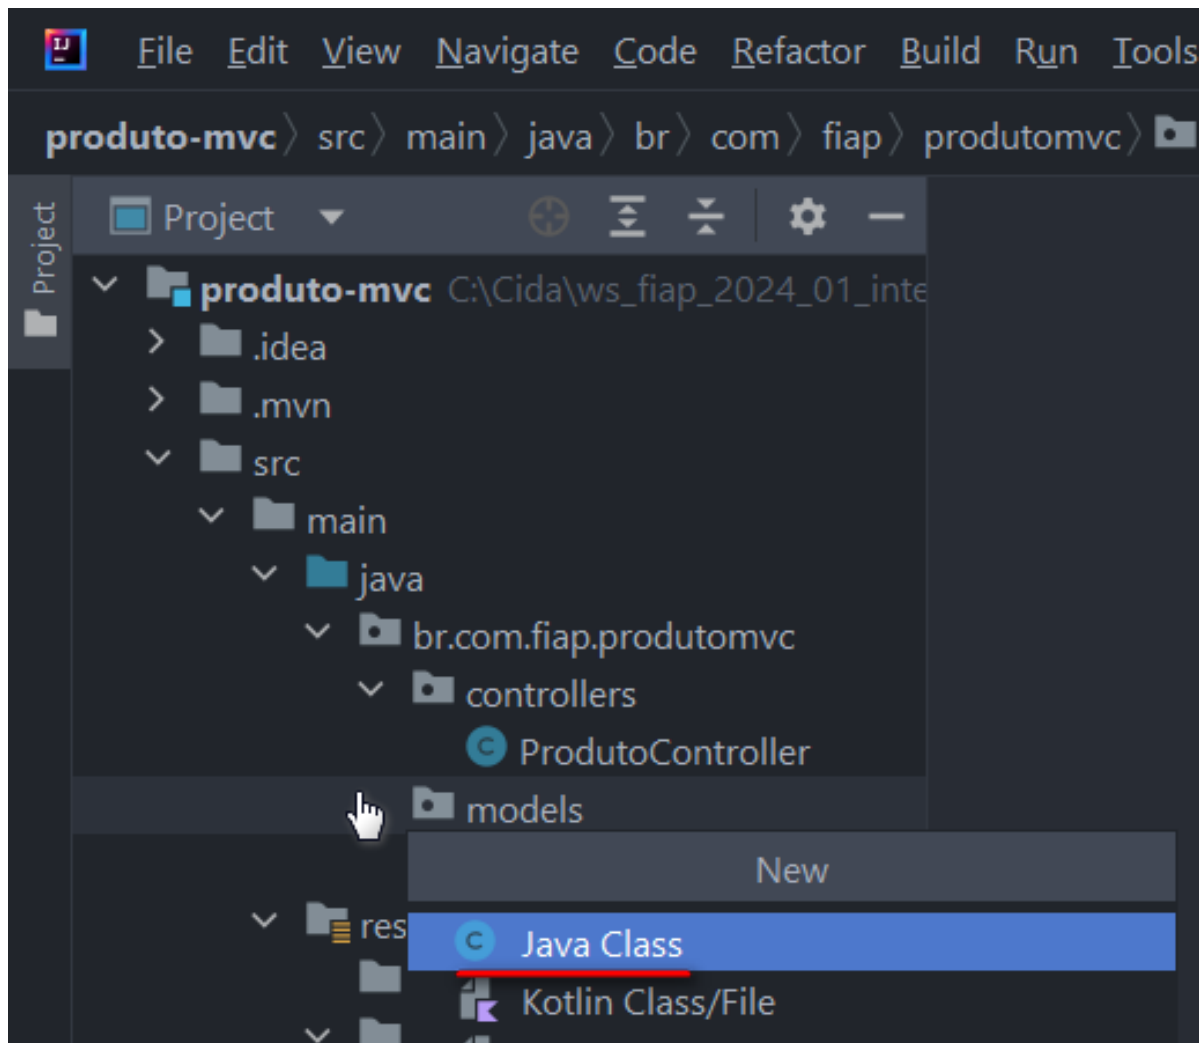 File Edit View Navigate Code Refactor Build Run Tools
produto-mvc src main java br com fiap produtomvc
Project
Project
produto-mvc C:\Cida\ws_fiap_2024_01_inte
.idea
.mvn
src
main
java
br.com.fiap.produtomvc
controllers
C ProdutoController
models
New
res
C Java Class
Kotlin Class/File